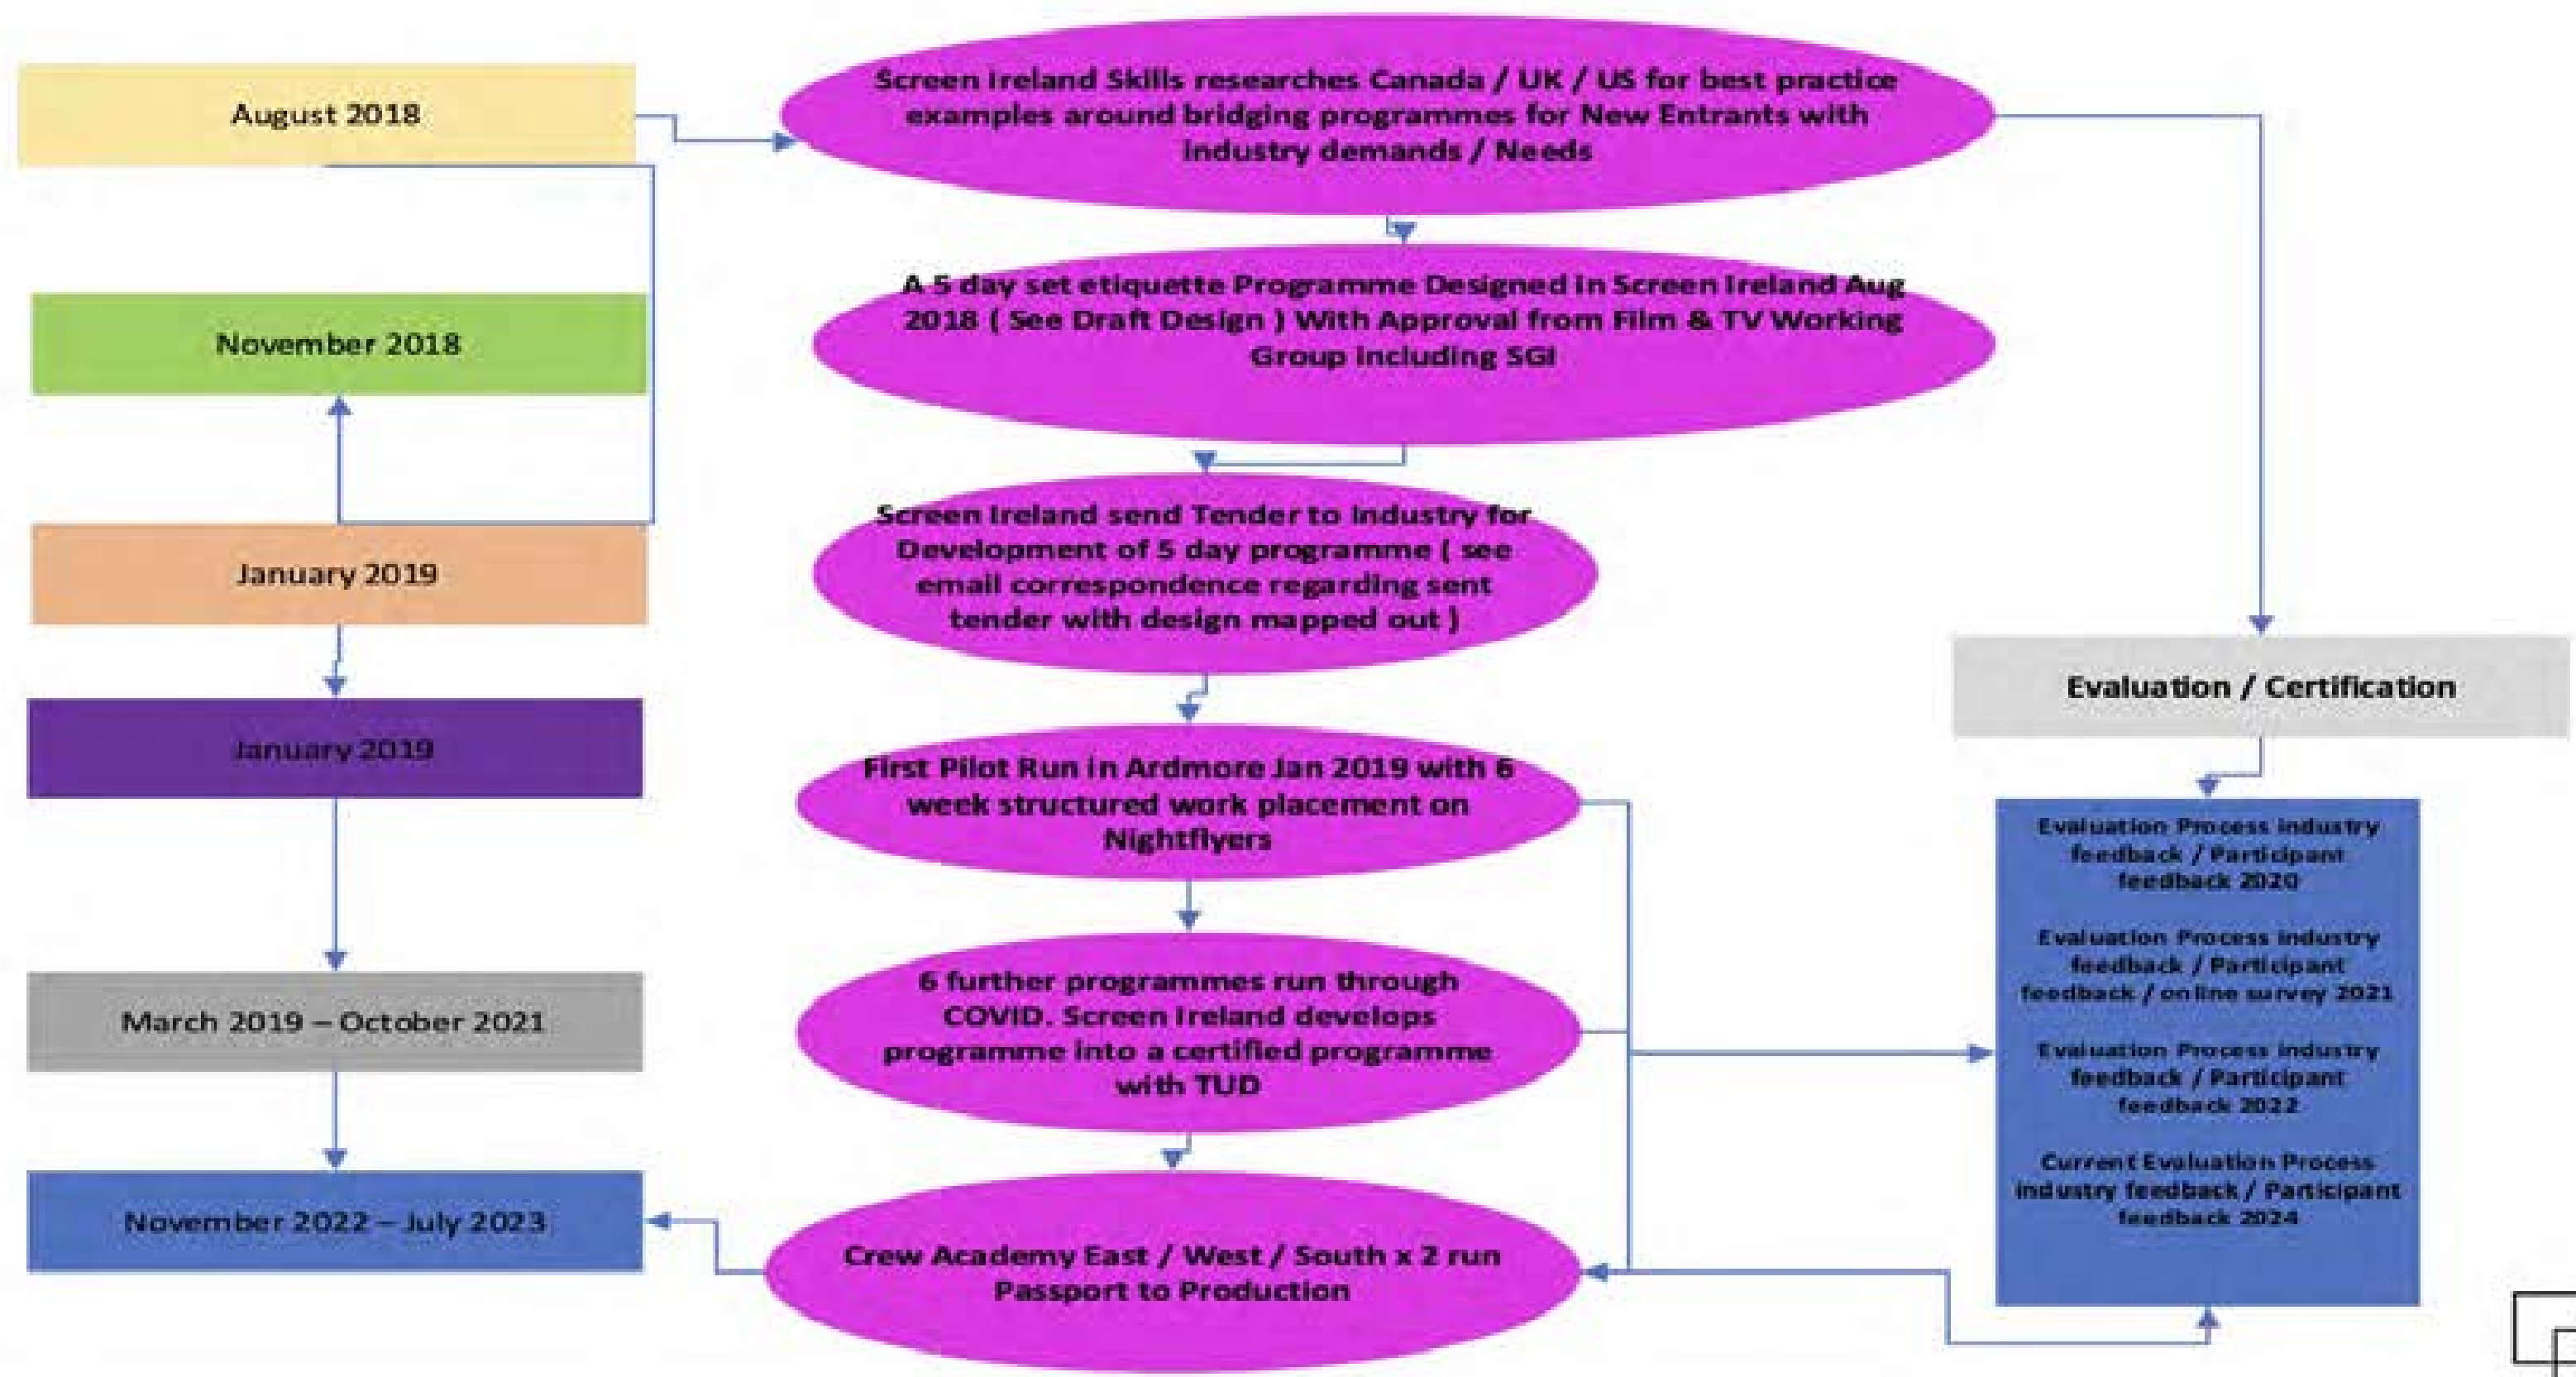 August 2018
Screen Ireland Skills researches Canada / UK / US for best practice
examples around bridging programmes for New Entrants with
industry demands / Needs
November 2018
A 5 day set etiquette Programme Designed in Screen Ireland Aug
2018 ( See Draft Design ) With Approval from Film & TV Working
Group including SGI
January 2019
Screen Ireland send Tender to Industry for
Development of 5 day programme ( see
email correspondence regarding sent
tender with design mapped out )
January 2019
First Pilot Run in Ardmore Jan 2019 with 6
week structured work placement on
Nightflyers
March 2019 – October 2021
6 further programmes run through
COVID. Screen Ireland develops
programme into a certified programme
with TUD
November 2022 – July 2023
Crew Academy East / West / South x 2 run
Passport to Production
Evaluation / Certification
Evaluation Process industry
feedback / Participant
feedback 2020
Evaluation Process industry
feedback / Participant
feedback / online survey 2021
Evaluation Process industry
feedback / Participant
feedback 2022
Current Evaluation Process
industry feedback / Participant
feedback 2024